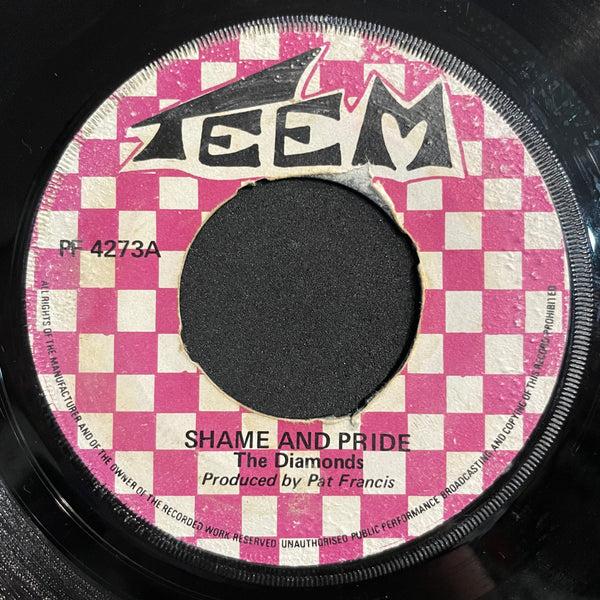 TEEM
PF 4273A
SHAME AND PRIDE
The Diamonds
Produced by Pat Francis
ALL RIGHTS OF THE MANUFACTURER AND OF THE OWNER OF THE RECORDED WORK RESERVED UNAUTHORISED PUBLIC PERFORMANCE BROADCASTING AND COPYING OF THIS RECORD PROHIBITED